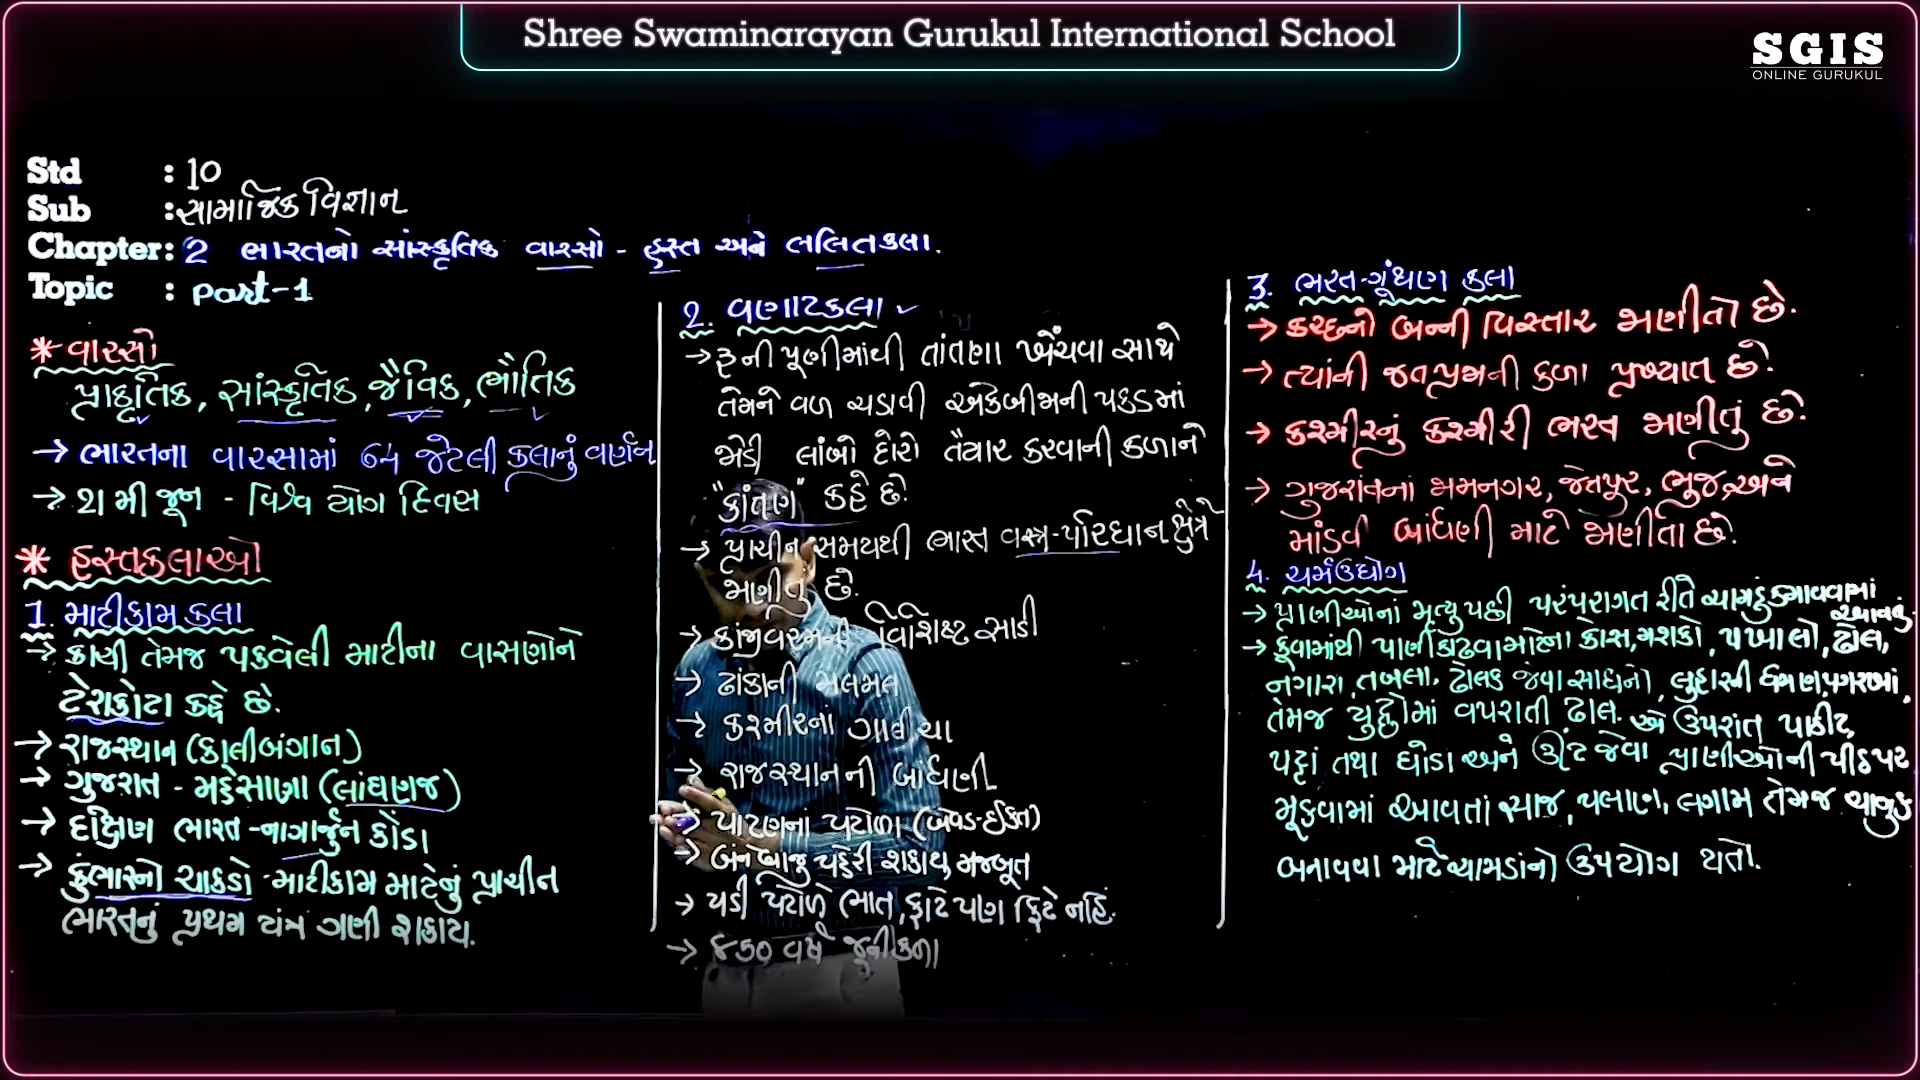 Shree Swaminarayan Gurukul International School
SGIS
ONLINE GURUKUL
Std : 10
Sub : સામાજિક વિજ્ઞાન
Chapter: 2 ભારતનો સાંસ્કૃતિક વારસો - હસ્ત અને લલિતકલા.
Topic : Part-1
* વારસો
પ્રાકૃતિક, સાંસ્કૃતિક, જૈવિક, ભૌતિક
→ ભારતના વારસામાં 64 જેટલી કલાનું વર્ણન
→ 21 મી જૂન - વિશ્વ યોગ દિવસ
* હસ્તકલાઓ
1. માટીકામ કલા
→ કાચી તેમજ પકવેલી માટીના વાસણોને
ટેરાકોટા કહે છે.
→ રાજસ્થાન (કાલીબંગાન)
→ ગુજરાત - મહેસાણા (લાંઘણજ)
→ દક્ષિણ ભારત - નાગાર્જુન કોંડા
→ કુંભારનો ચાકડો - માટીકામ માટેનું પ્રાચીન
ભારતનું પ્રથમ યંત્ર ગણી શકાય.
2. વણાટકલા
→ રૂની પૂણીમાંથી તાંતણા ખેંચવા સાથે
તેમને વળ ચડાવી એકબીજાની પકડમાં
ભેડી લાંબો દોરો તૈયાર કરવાની કળાને
"કાંતણ" કહે છે.
→ પ્રાચીન સમયથી ભારત વસ્ત્ર-પરિધાન ક્ષેત્રે
જાણીતુ છે.
→ કાંજીવરમની વિશિષ્ટ સાડી
→ ઢાંકાની મલમલ
→ કશ્મીરનાં ગાલીચા
→ રાજસ્થાનની બાંધણી
→ પાટણનાં પટોળા (બેવડ-ઈકત)
→ બંને બાજુ પહેરી શકાય, મજબૂત
→ પડી પટોળે ભાત, ફાટે પણ ફિટે નહિ.
→ 850 વર્ષ જૂની કળા
3. ભરત-ગૂંથણ કલા
→ કચ્છનો બન્ની વિસ્તાર જાણીતો છે.
→ ત્યાંની જતપ્રજાની કળા પ્રખ્યાત છે.
→ કશ્મીરનું કશ્મીરી ભરત જાણીતું છે.
→ ગુજરાતના જામનગર, જેતપુર, ભુજ, અને
માંડવી બાંધણી માટે જાણીતા છે.
4. ચર્મઉદ્યોગ
→ પ્રાણીઓનાં મૃત્યુ પછી પરંપરાગત રીતે ચામડું કમાવવામાં
આવતું.
→ કૂવામાંથી પાણી કાઢવા માટેના કોસ, મશકો, પખાલો, ઢોલ,
નગારા, તબલા, ઢોલક જેવા સાધનો, લુહારની ધમણ, પગરખાં,
તેમજ યુદ્ધોમાં વપરાતી ઢાલ. એ ઉપરાંત પાકીટ,
પટ્ટાં તથા ઘોડા અને ઊંટ જેવા પ્રાણીઓની પીઠ પર
મૂકવામાં આવતાં સાજ, પલાણ, લગામ તેમજ ચાબુક
બનાવવા માટે ચામડાંનો ઉપયોગ થતો.